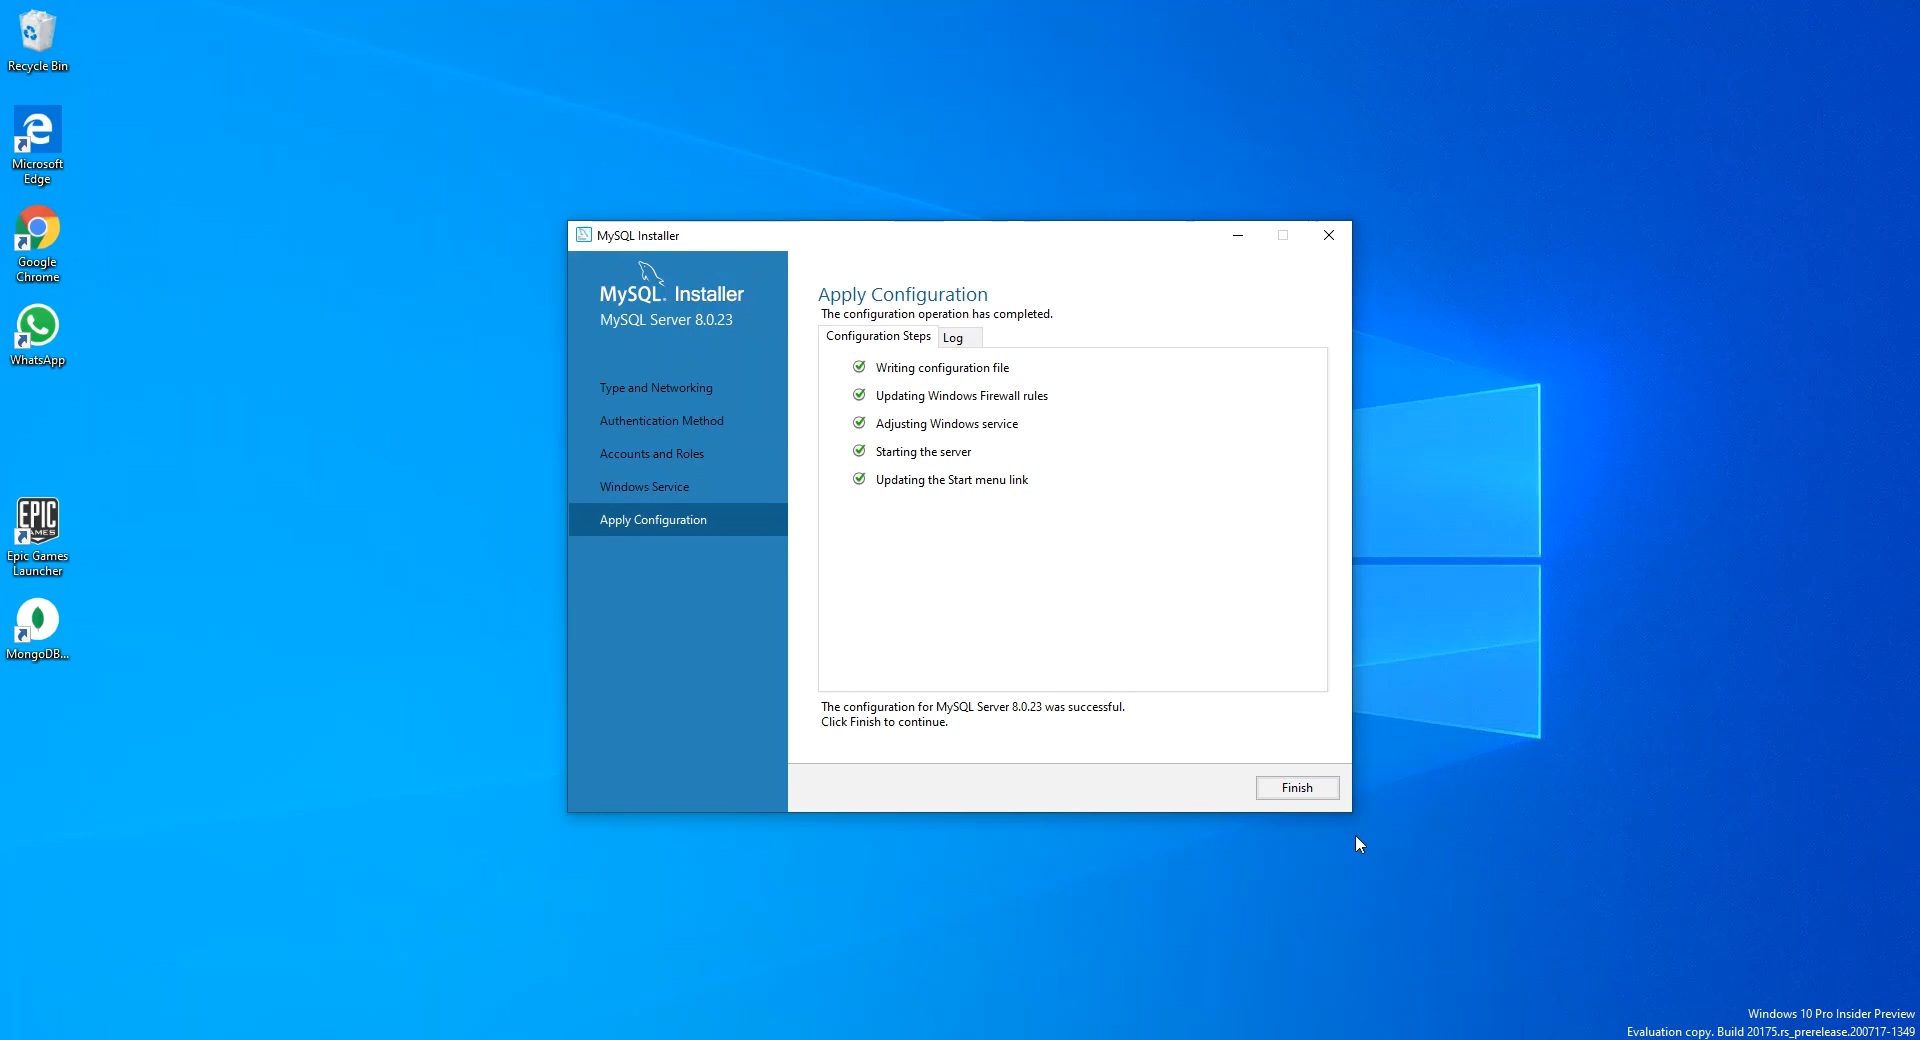 Recycle Bin
Microsoft
Edge
Google
Chrome
WhatsApp
EPIC
GAMES
Epic Games
Launcher
MongoDB...
MySQL Installer
MySQL. Installer
MySQL Server 8.0.23
Type and Networking
Authentication Method
Accounts and Roles
Windows Service
Apply Configuration
Apply Configuration
The configuration operation has completed.
Configuration Steps
Log
Writing configuration file
Updating Windows Firewall rules
Adjusting Windows service
Starting the server
Updating the Start menu link
The configuration for MySQL Server 8.0.23 was successful.
Click Finish to continue.
Finish
Windows 10 Pro Insider Preview
Evaluation copy. Build 20175.rs_prerelease.200717-1349